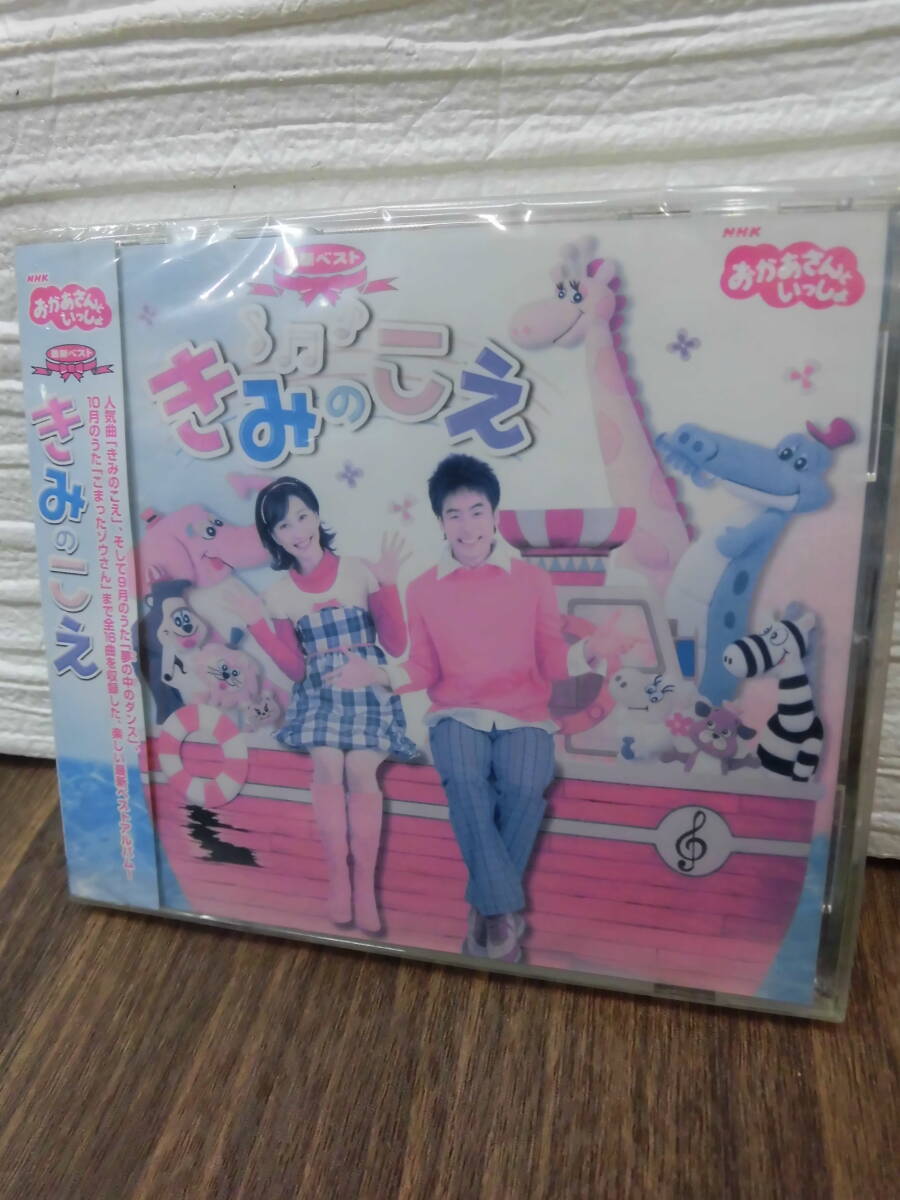 NHK
おかあさんと
いっしょ
最新ベスト
きみのこえ
人気曲「きみのこえ」、そして9月のうた「夢の中のダンス」、
10月のうた「こまったゾウさん」まで全18曲を収録した、楽しい最新ベストアルバム!
最新ベスト
きみのこえ
NHK
おかあさんと
いっしょ